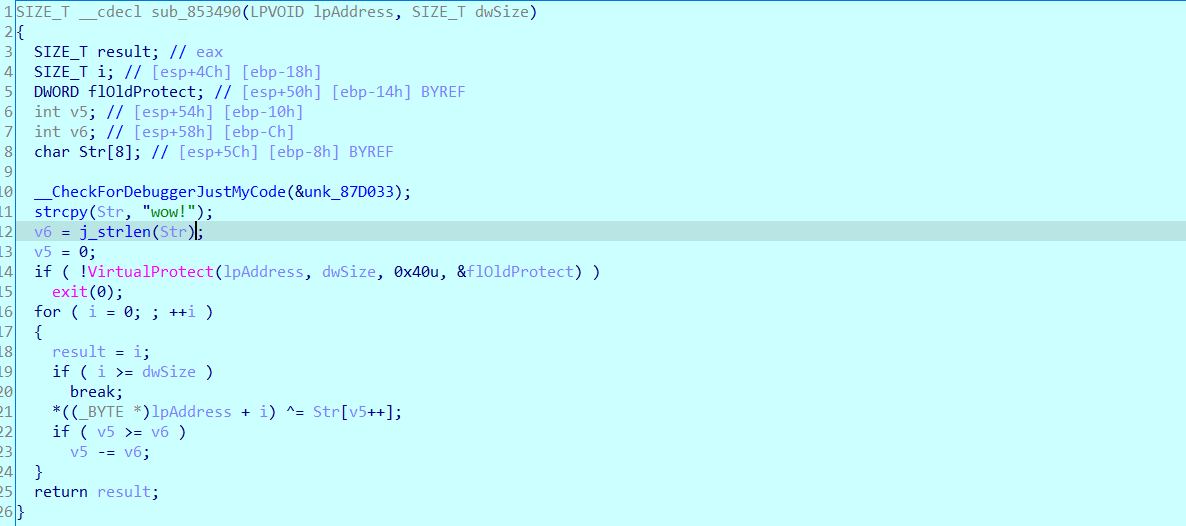 1 SIZE_T __cdecl sub_853490(LPVOID lpAddress, SIZE_T dwSize)
2 {
3 SIZE_T result; // eax
4 SIZE_T i; // [esp+4Ch] [ebp-18h]
5 DWORD flOldProtect; // [esp+50h] [ebp-14h] BYREF
6 int v5; // [esp+54h] [ebp-10h]
7 int v6; // [esp+58h] [ebp-Ch]
8 char Str[8]; // [esp+5Ch] [ebp-8h] BYREF
9
10 __CheckForDebuggerJustMyCode(&unk_87D033);
11 strcpy(Str, "wow!");
12 v6 = j_strlen(Str);
13 v5 = 0;
14 if ( !VirtualProtect(lpAddress, dwSize, 0x40u, &flOldProtect) )
15 exit(0);
16 for ( i = 0; ; ++i )
17 {
18 result = i;
19 if ( i >= dwSize )
20 break;
21 *((_BYTE *)lpAddress + i) ^= Str[v5++];
22 if ( v5 >= v6 )
23 v5 -= v6;
24 }
25 return result;
26 }